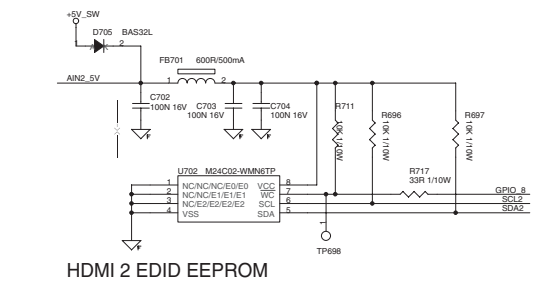 +5V_SW
D705 BAS32L
1 2
FB701 600R/500mA
AIN2_5V 1 2
C702
100N 16V
C703
100N 16V
C704
100N 16V
R711
10K 1/10W
R696
10K 1/10W
R697
10K 1/10W
U702 M24C02-WMN6TP
1 NC/NC/NC/E0/E0 VCC 8
2 NC/NC/E1/E1/E1 WC 7
3 NC/E2/E2/E2/E2 SCL 6
4 VSS SDA 5
R717
33R 1/10W
GPIO_8
SCL2
SDA2
1
TP698
HDMI 2 EDID EEPROM